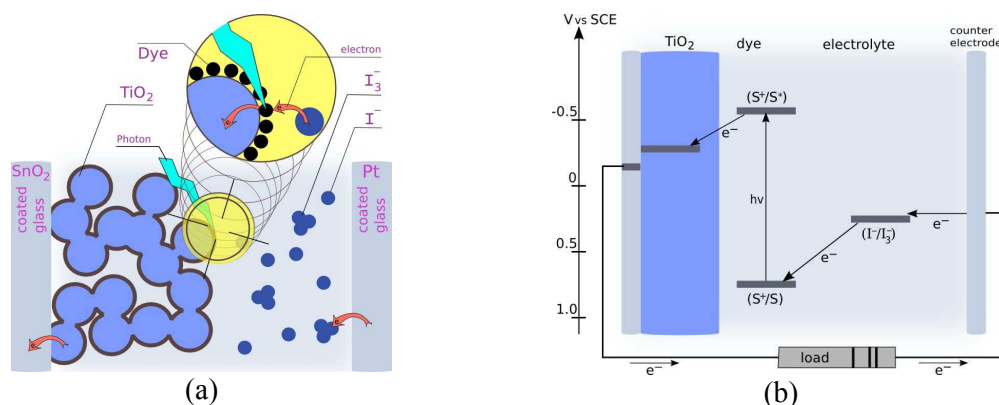 Dye
electron
I₃⁻
TiO₂
I⁻
Photon
SnO₂
coated
glass
Pt
coated
glass
(a)
V vs SCE
TiO₂
dye
electrolyte
counter
electrode
-0.5
0
0.5
1.0
(S⁺/S*)
e⁻
hν
e⁻
(I⁻/I₃⁻)
e⁻
(S⁺/S)
load
e⁻
e⁻
(b)